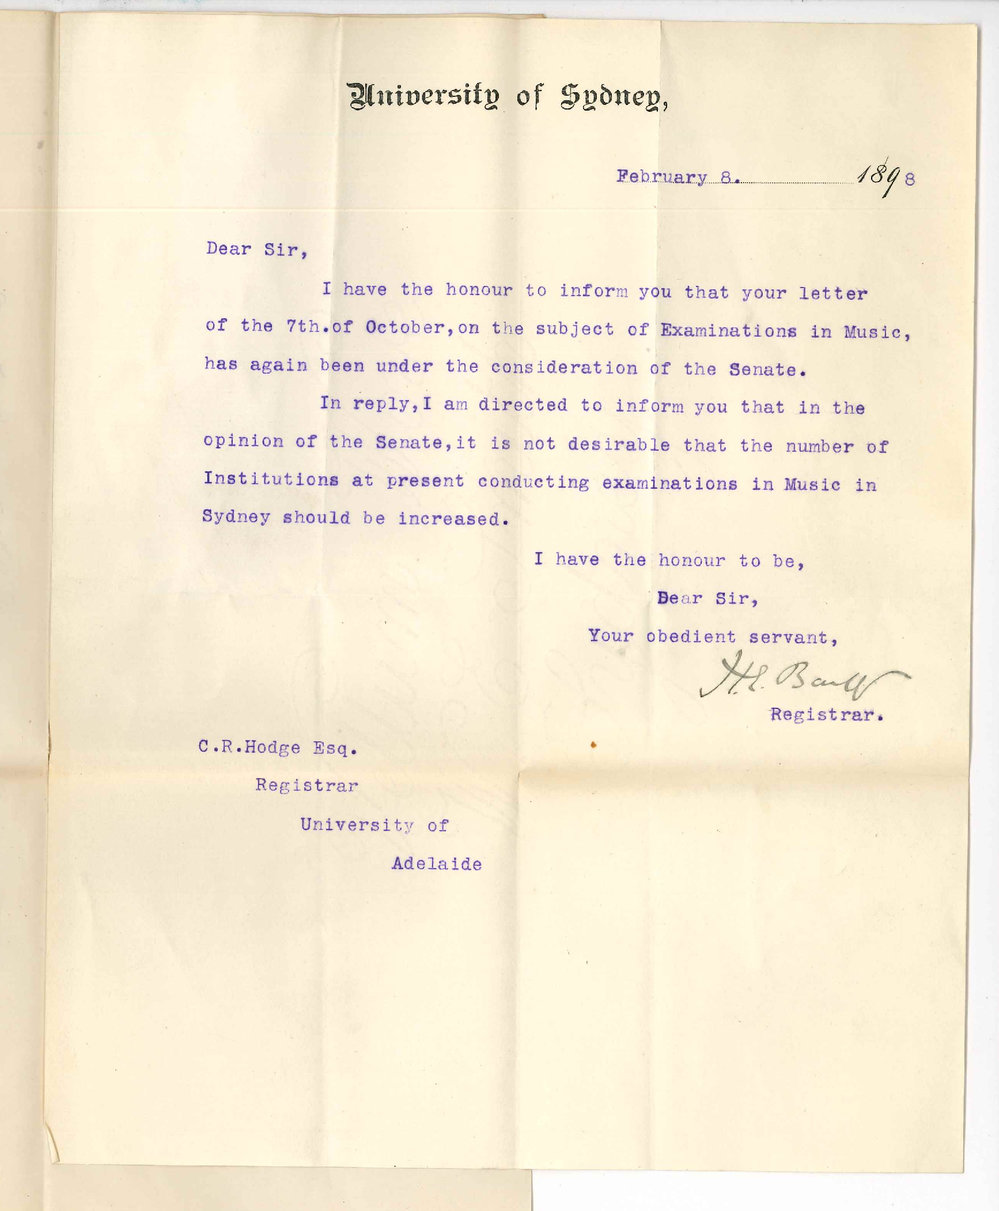 University of Sydney,
February 8. 1898
Dear Sir,
I have the honour to inform you that your letter
of the 7th.of October,on the subject of Examinations in Music,
has again been under the consideration of the Senate.
In reply,I am directed to inform you that in the
opinion of the Senate,it is not desirable that the number of
Institutions at present conducting examinations in Music in
Sydney should be increased.
I have the honour to be,
Dear Sir,
Your obedient servant,
H.E. Barff
Registrar.
C.R.Hodge Esq.
Registrar
University of
Adelaide